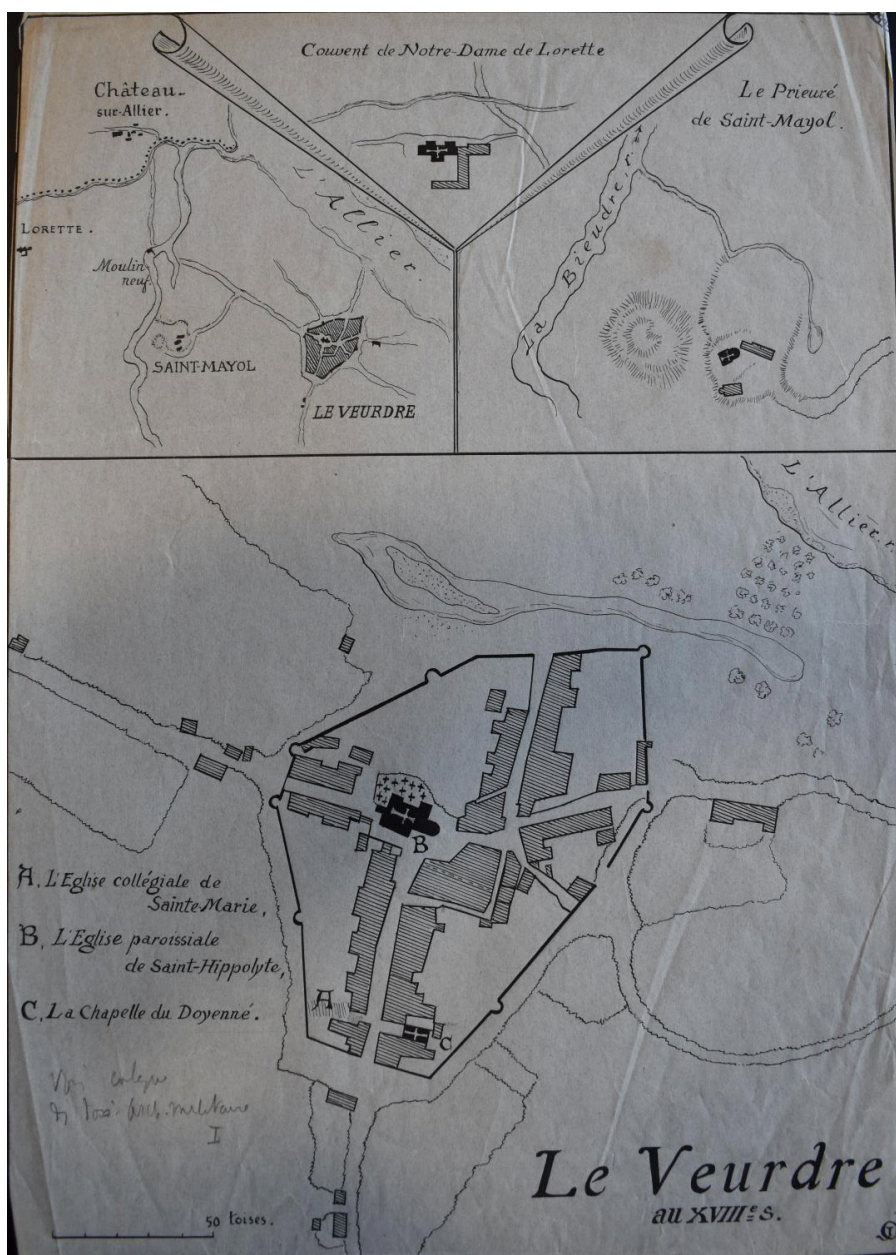 Couvent de Notre-Dame de Lorette
Château-
sur-Allier.
Le Prieuré
de Saint-Mayol.
L'Allier.
LORETTE.
Moulin-
neuf.
SAINT-MAYOL
LE VEURDRE
La Bieudre, r.
L'Allier. r
B
A. L'Eglise collégiale de
Sainte-Marie,
B, L'Eglise paroissiale
de Saint-Hippolyte,
C, La Chapelle du Doyenné.
A
C
militaire
I
50 toises.
Le Veurdre
au XVIIIe s.